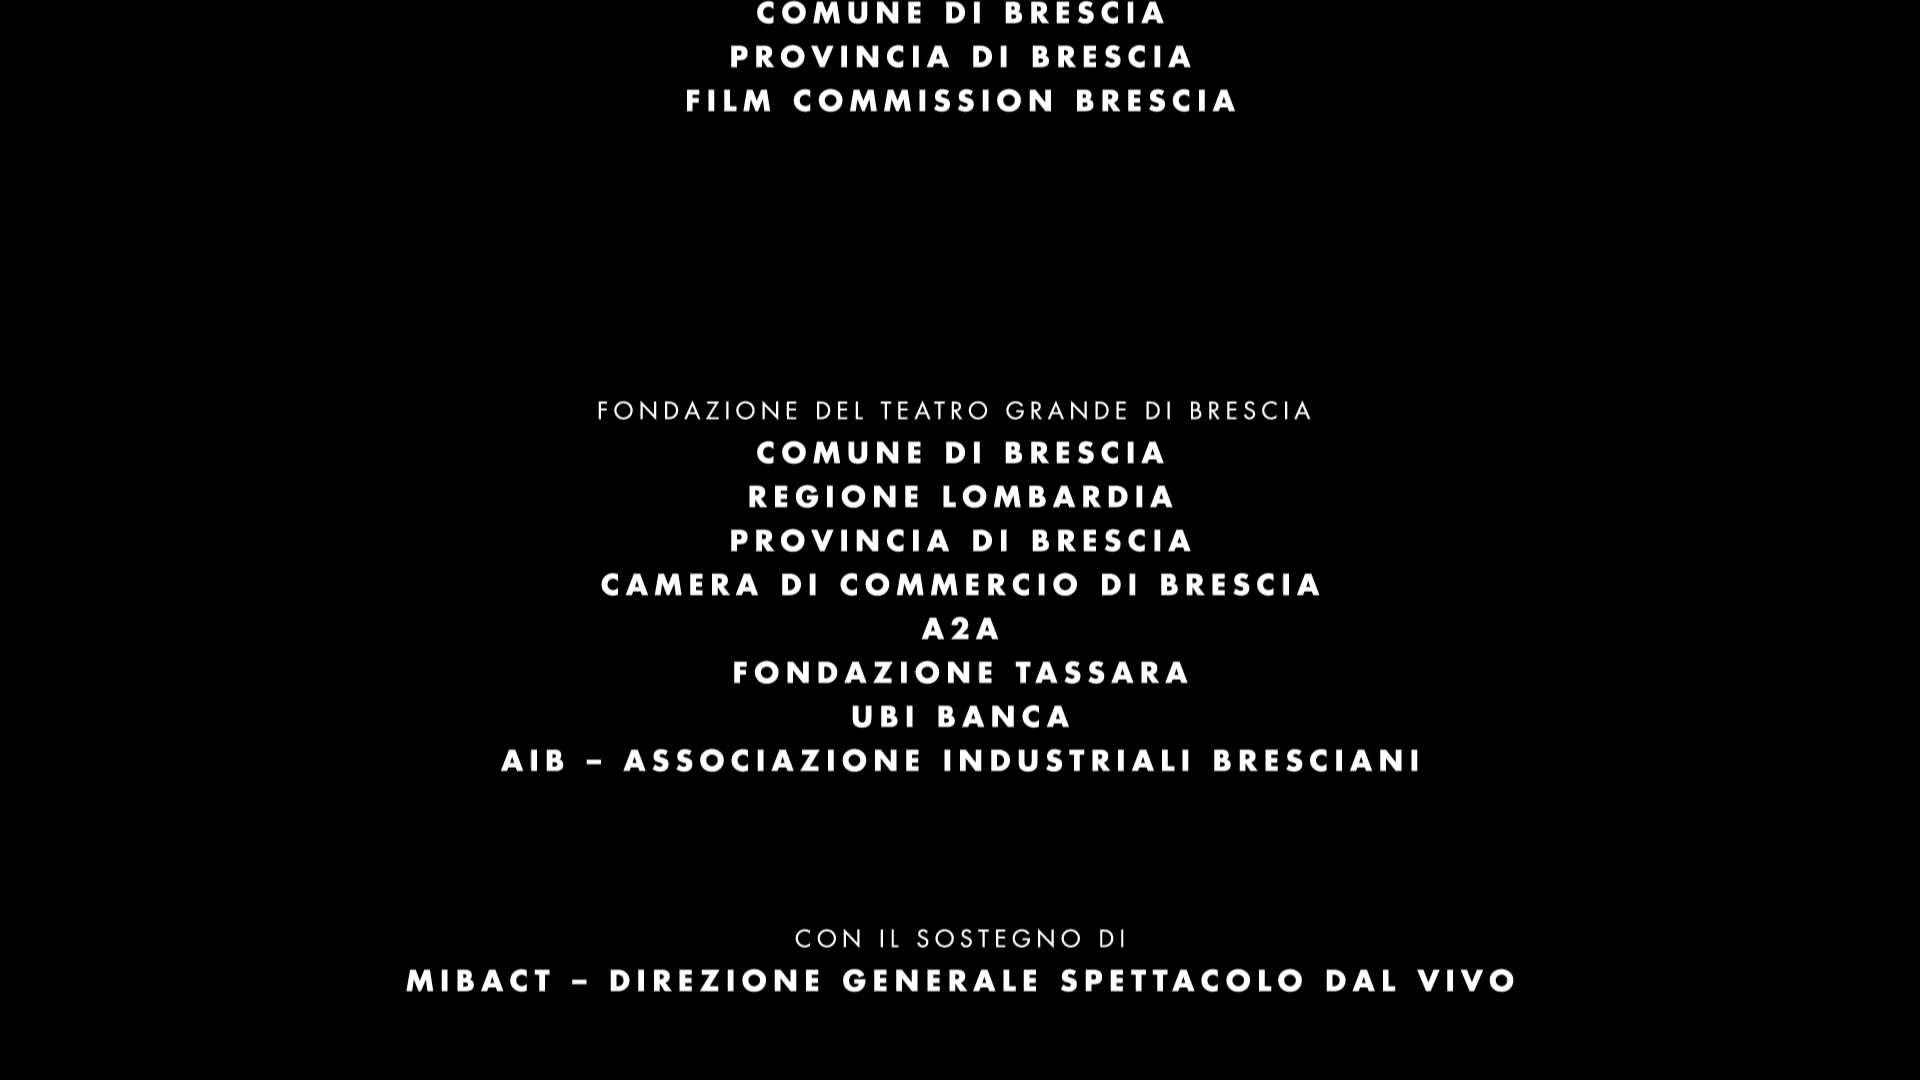 COMUNE DI BRESCIA
PROVINCIA DI BRESCIA
FILM COMMISSION BRESCIA
FONDAZIONE DEL TEATRO GRANDE DI BRESCIA
COMUNE DI BRESCIA
REGIONE LOMBARDIA
PROVINCIA DI BRESCIA
CAMERA DI COMMERCIO DI BRESCIA
A2A
FONDAZIONE TASSARA
UBI BANCA
AIB – ASSOCIAZIONE INDUSTRIALI BRESCIANI
CON IL SOSTEGNO DI
MIBACT – DIREZIONE GENERALE SPETTACOLO DAL VIVO